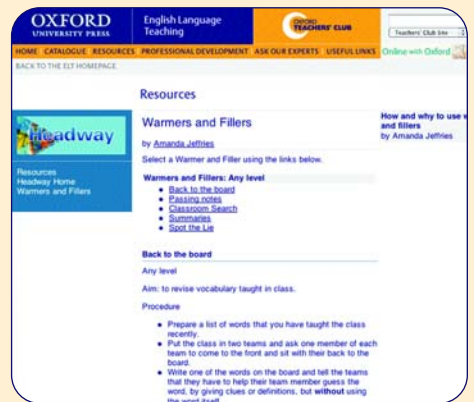 OXFORD
UNIVERSITY PRESS
English Language
Teaching
OXFORD
TEACHERS' CLUB
Teachers' Club Site
HOME CATALOGUE RESOURCES PROFESSIONAL DEVELOPMENT ASK OUR EXPERTS USEFUL LINKS Online with Oxford
BACK TO THE ELT HOMEPAGE
Resources
Headway
Resources
Headway Home
Warmers and Fillers
Warmers and Fillers
by Amanda Jeffries
Select a Warmer and Filler using the links below.
Warmers and Fillers: Any level
Back to the board
Passing notes
Classroom Search
Summaries
Spot the Lie
How and why to use
and fillers
by Amanda Jeffries
Back to the board
Any level
Aim: to revise vocabulary taught in class.
Procedure
Prepare a list of words that you have taught the class
recently.
Put the class in two teams and ask one member of each
team to come to the front and sit with their back to the
board.
Write one of the words on the board and tell the teams
that they have to help their team member guess the
word, by giving clues or definitions, but without using
the word itself